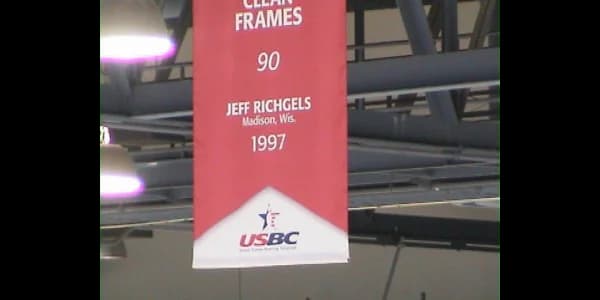 CLEAN
FRAMES
90
JEFF RICHGELS
Madison, Wis.
1997
USBC